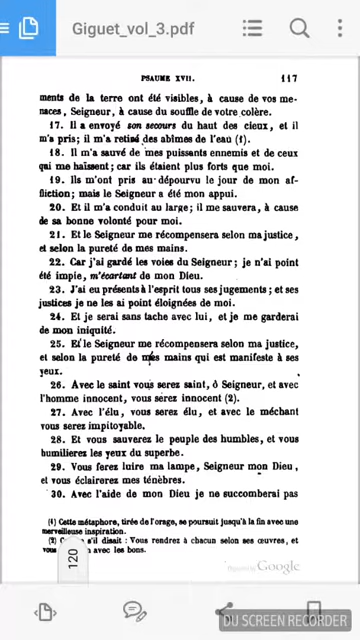 Giguet_vol_3.pdf
PSAUME XVII. 117
ments de la terre ont été visibles, à cause de vos me-
naces, Seigneur, à cause du souffle de votre colère.
17. Il a envoyé son secours du haut des cieux, et il
m'a pris; il m'a retiré des abîmes de l'eau (1).
18. Il m'a sauvé de mes puissants ennemis et de ceux
qui me haïssent; car ils étaient plus forts que moi.
19. Ils m'ont pris au dépourvu le jour de mon af-
fliction; mais le Seigneur a été mon appui.
20. Et il m'a conduit au large; il me sauvera, à cause
de sa bonne volonté pour moi.
21. Et le Seigneur me récompensera selon ma justice,
et selon la pureté de mes mains.
22. Car j'ai gardé les voies du Seigneur; je n'ai point
été impie, m'écartant de mon Dieu.
23. J'ai eu présents à l'esprit tous ses jugements; et ses
justices je ne les ai point éloignées de moi.
24. Et je serai sans tache avec lui, et je me garderai
de mon iniquité.
25. Et le Seigneur me récompensera selon ma justice,
et selon la pureté de mes mains qui est manifeste à ses
yeux.
26. Avec le saint vous serez saint, ô Seigneur, et avec
l'homme innocent, vous serez innocent (2).
27. Avec l'élu, vous serez élu, et avec le méchant
vous serez impitoyable.
28. Et vous sauverez le peuple des humbles, et vous
humilierez les yeux du superbe.
29. Vous ferez luire ma lampe, Seigneur mon Dieu,
et vous éclairerez mes ténèbres.
30. Avec l'aide de mon Dieu je ne succomberai pas
(1) Cette métaphore, tirée de l'orage, se poursuit jusqu'à la fin avec une
merveilleuse inspiration.
(2) s'il disait: Vous rendrez à chacun selon ses œuvres, et
vous avec les bons.
120
Google
DU SCREEN RECORDER